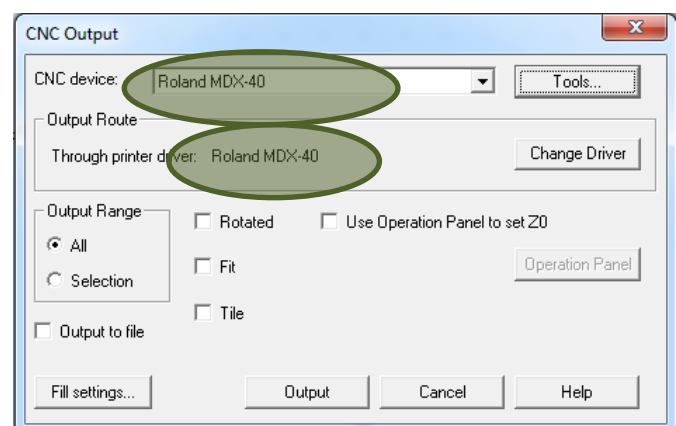 CNC Output
CNC device: Roland MDX-40 Tools...
Output Route
Through printer driver: Roland MDX-40 Change Driver
Output Range
Rotated Use Operation Panel to set Z0
All
Fit Operation Panel
Selection
Tile
Output to file
Fill settings... Output Cancel Help